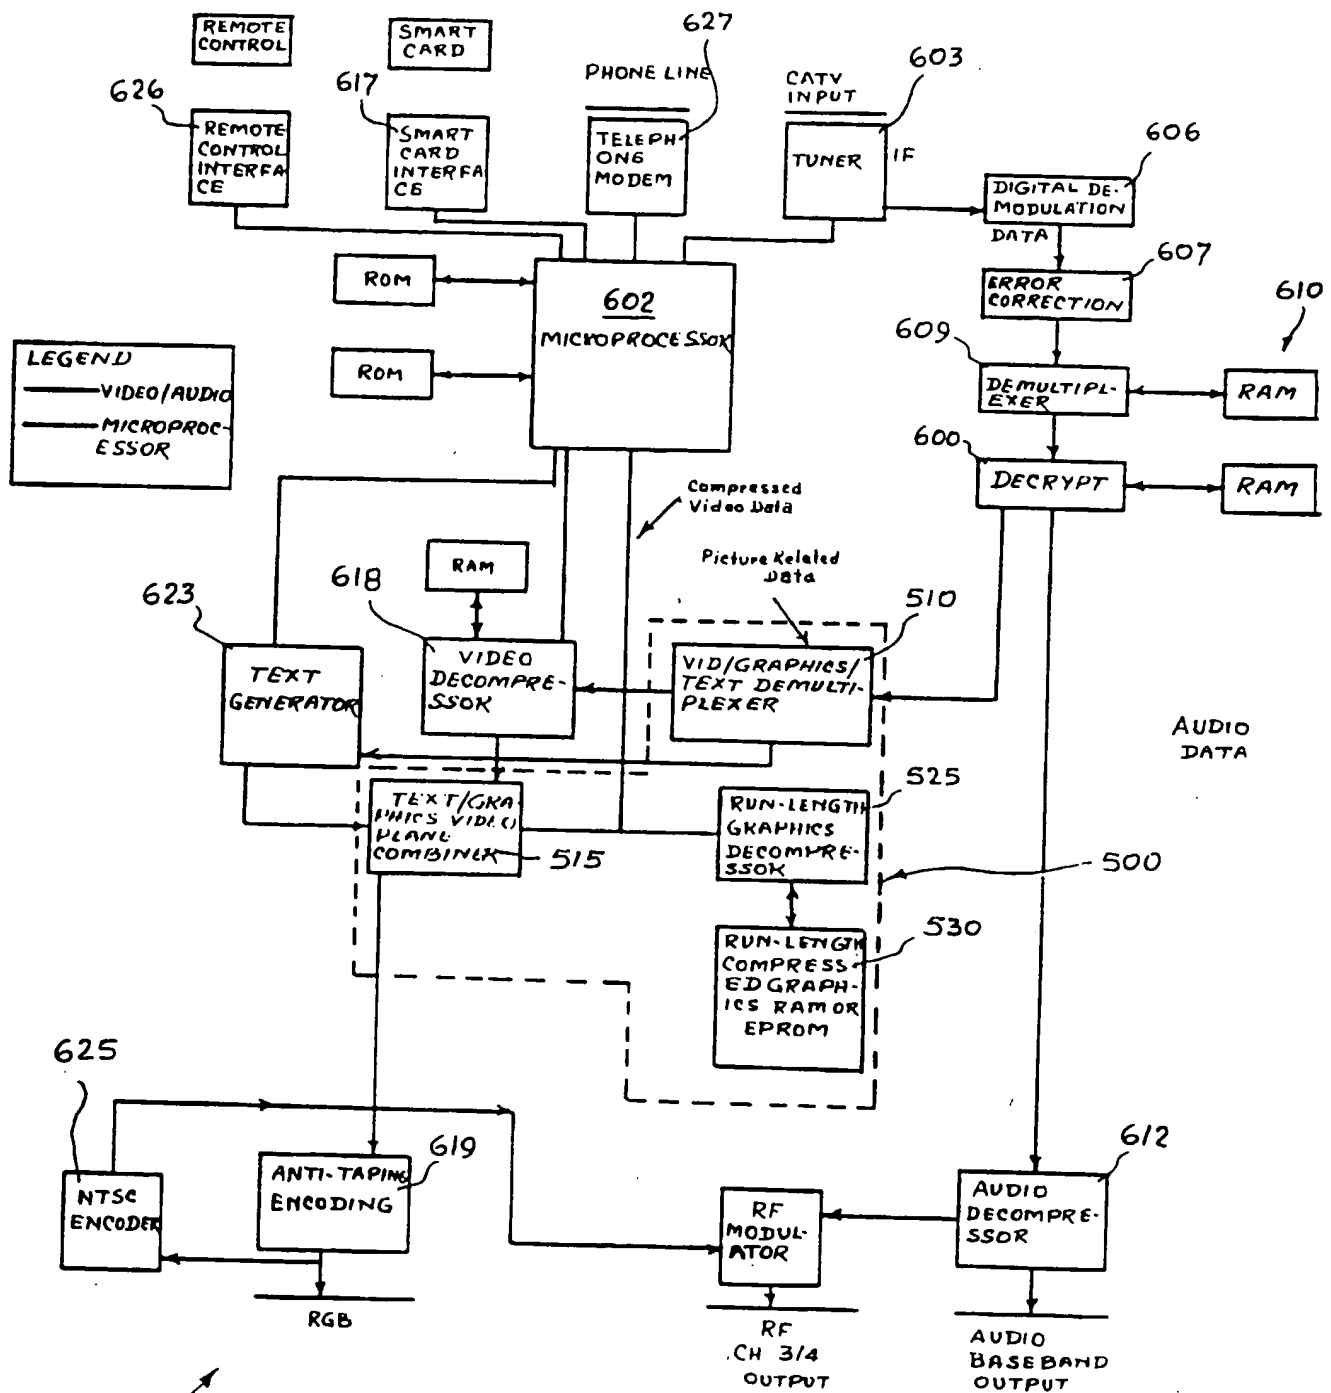 REMOTE
CONTROL
SMART
CARD
627
603
PHONE LINE
CATV
INPUT
626
617
REMOTE
CONTROL
INTERFA
CE
SMART
CARD
INTERFA
CE
TELEPH
ONG
MODEM
TUNER
IF
606
DIGITAL DE-
MODULATION
DATA
607
ERROR
CORRECTION
610
ROM
602
MICROPROCESSOR
609
LEGEND
VIDEO/AUDIO
MICROPROC-
ESSOR
ROM
DEMULTIPL-
EXER
RAM
600
DECRYPT
RAM
Compressed
Video Data
RAM
Picture Related
Data
618
623
510
TEXT
GENERATOR
VIDEO
DECOMPRE-
SSOR
VID/GRAPHICS/
TEXT DEMULTI-
PLEXER
AUDIO
DATA
525
TEXT/GRA-
PHICS VIDEO
PLANE
COMBINER
515
RUN-LENGTH
GRAPHICS
DECOMPRE-
SSOR
500
530
RUN-LENGTH
COMPRESS
ED GRAPH-
ICS RAM OR
EPROM
625
619
612
NTSC
ENCODER
ANTI-TAPING
ENCODING
RF
MODUL-
ATOR
AUDIO
DECOMPRE-
SSOR
RGB
RF
CH 3/4
OUTPUT
AUDIO
BASEBAND
OUTPUT